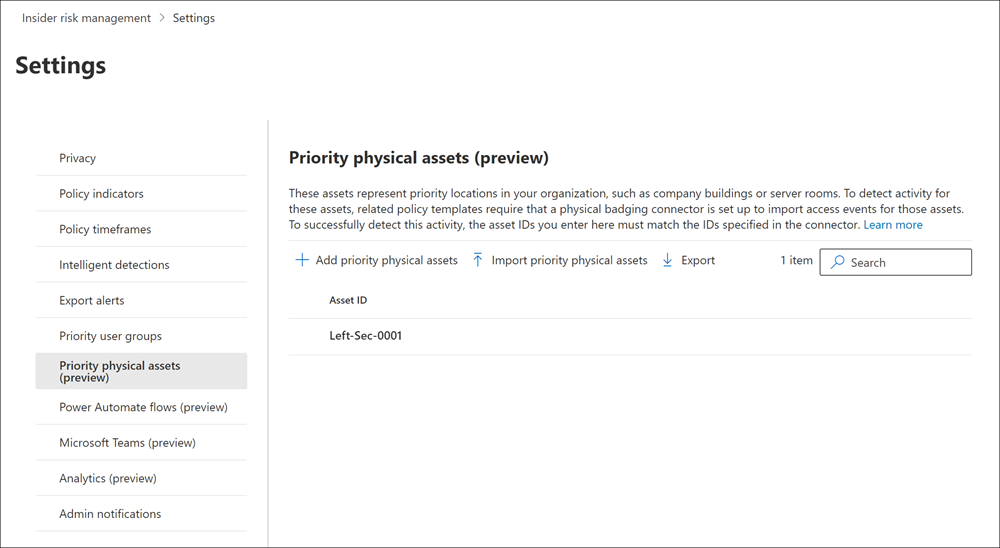 Insider risk management > Settings
Settings
Privacy
Policy indicators
Policy timeframes
Intelligent detections
Export alerts
Priority user groups
Priority physical assets
(preview)
Power Automate flows (preview)
Microsoft Teams (preview)
Analytics (preview)
Admin notifications
Priority physical assets (preview)
These assets represent priority locations in your organization, such as company buildings or server rooms. To detect activity for
these assets, related policy templates require that a physical badging connector is set up to import access events for those assets.
To successfully detect this activity, the asset IDs you enter here must match the IDs specified in the connector. Learn more
Add priority physical assets Import priority physical assets Export 1 item Search
Asset ID
Left-Sec-0001